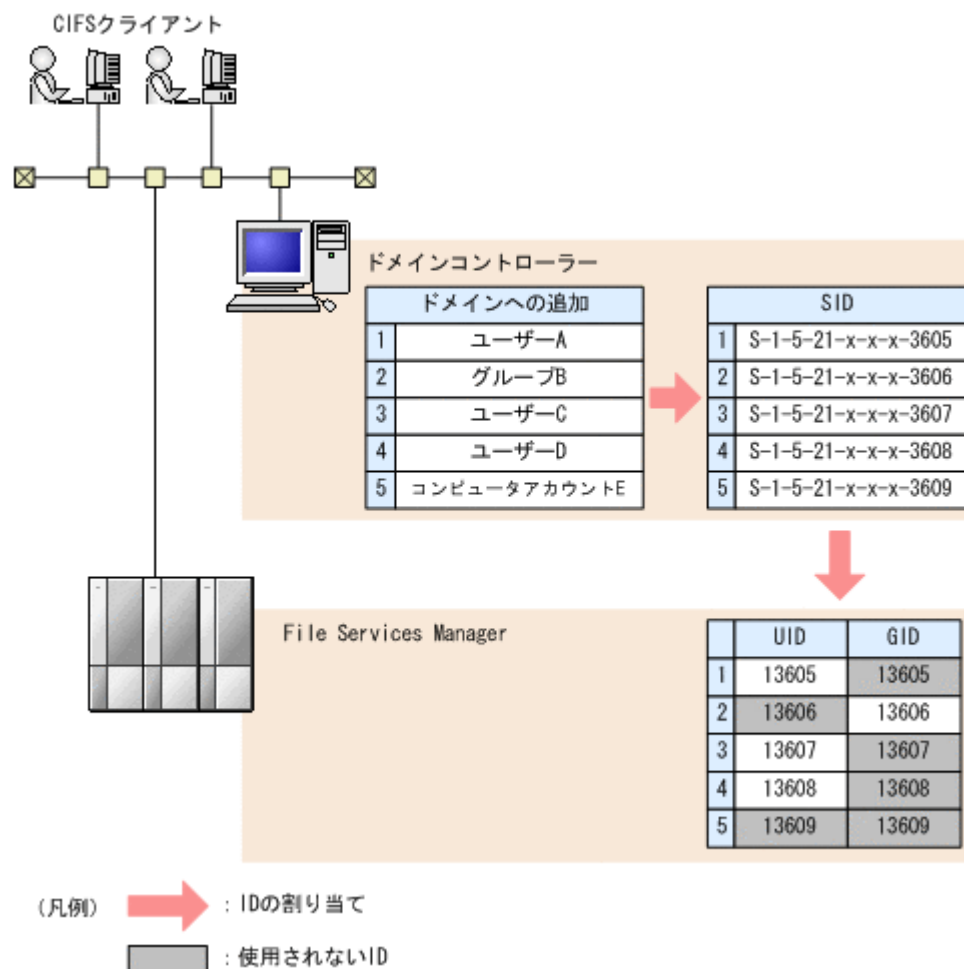 CIFSクライアント
ドメインコントローラー
ドメインへの追加
1 ユーザーA
2 グループB
3 ユーザーC
4 ユーザーD
5 コンピュータアカウントE
SID
1 S-1-5-21-x-x-x-3605
2 S-1-5-21-x-x-x-3606
3 S-1-5-21-x-x-x-3607
4 S-1-5-21-x-x-x-3608
5 S-1-5-21-x-x-x-3609
File Services Manager
UID GID
1 13605 13605
2 13606 13606
3 13607 13607
4 13608 13608
5 13609 13609
(凡例)
: IDの割り当て
: 使用されないID